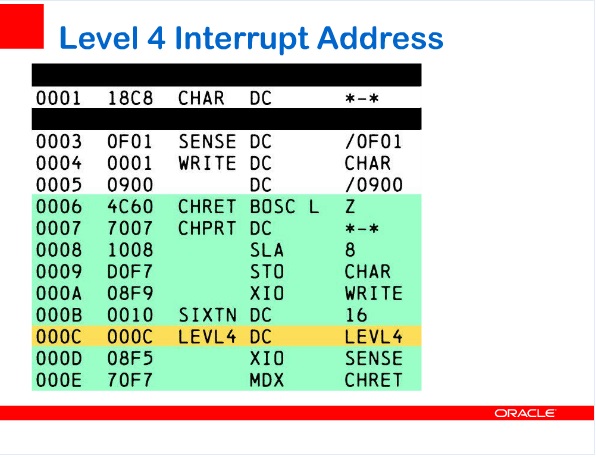 Level 4 Interrupt Address
0001 18C8 CHAR DC *-*
0003 0F01 SENSE DC /0F01
0004 0001 WRITE DC CHAR
0005 0900 DC /0900
0006 4C60 CHRET BOSC L Z
0007 7007 CHPRT DC *-*
0008 1008 SLA 8
0009 D0F7 STO CHAR
000A 08F9 XIO WRITE
000B 0010 SIXTN DC 16
000C 000C LEVL4 DC LEVL4
000D 08F5 XIO SENSE
000E 70F7 MDX CHRET
ORACLE